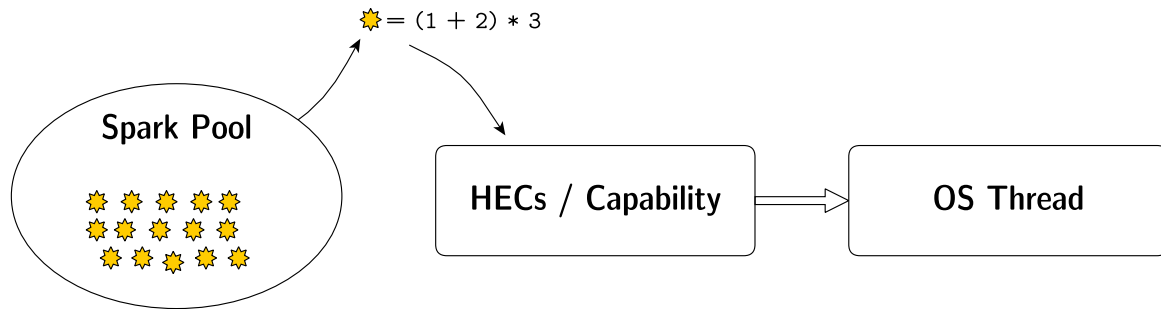 = (1 + 2) * 3
Spark Pool
HECs / Capability
OS Thread